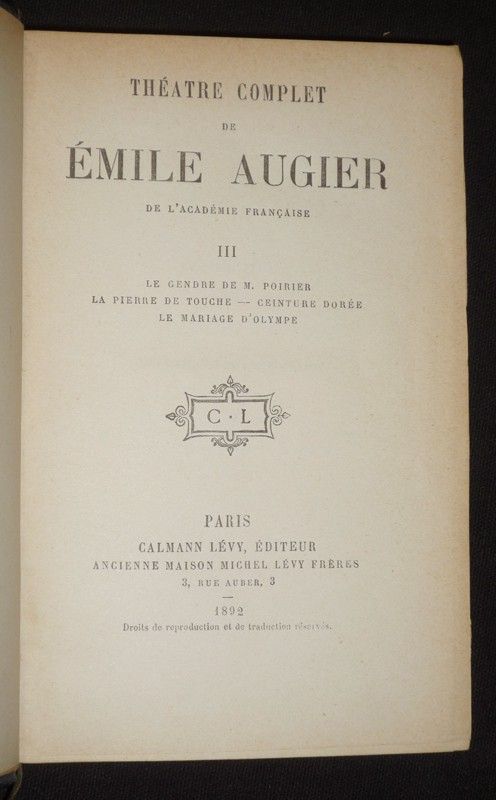 THÉATRE COMPLET
DE
ÉMILE AUGIER
DE L'ACADÉMIE FRANÇAISE
III
LE GENDRE DE M. POIRIER
LA PIERRE DE TOUCHE — CEINTURE DORÉE
LE MARIAGE D'OLYMPE
C · L
PARIS
CALMANN LÉVY, ÉDITEUR
ANCIENNE MAISON MICHEL LÉVY FRÈRES
3, RUE AUBER, 3
1892
Droits de reproduction et de traduction réservés.